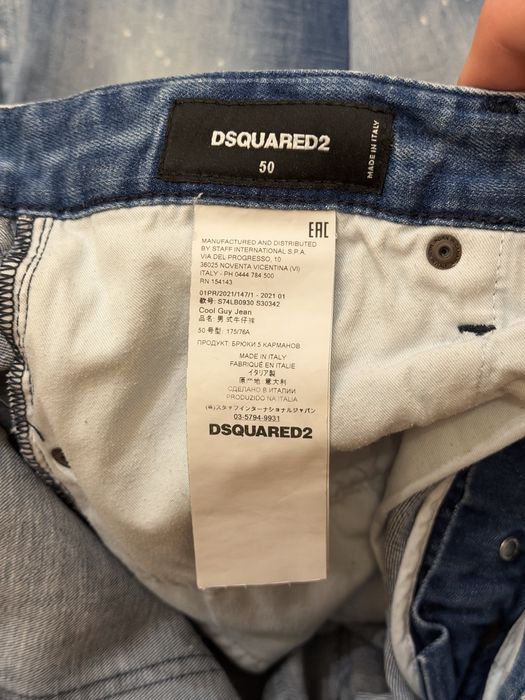 DSQUARED2
50
MADE IN ITALY
EAC
MANUFACTURED AND DISTRIBUTED
BY STAFF INTERNATIONAL S.P.A.
VIA DEL PROGRESSO, 10
36025 NOVENTA VICENTINA (VI)
ITALY - PH 0444 784 500
RN 154143
01PR/2021/147/1 - 2021 01
款号: S74LB0930 S30342
Cool Guy Jean
品名: 男式牛仔裤
50 号型: 175/76A
ПРОДУКТ: БРЮКИ 5 КАРМАНОВ
MADE IN ITALY
FABRIQUÉ EN ITALIE
イタリア製
原产地: 意大利
СДЕЛАНО В ИТАЛИИ
PRODUZIDO NA ITALIA
(株)スタッフインターナショナルジャパン
03-5794-9931
DSQUARED2